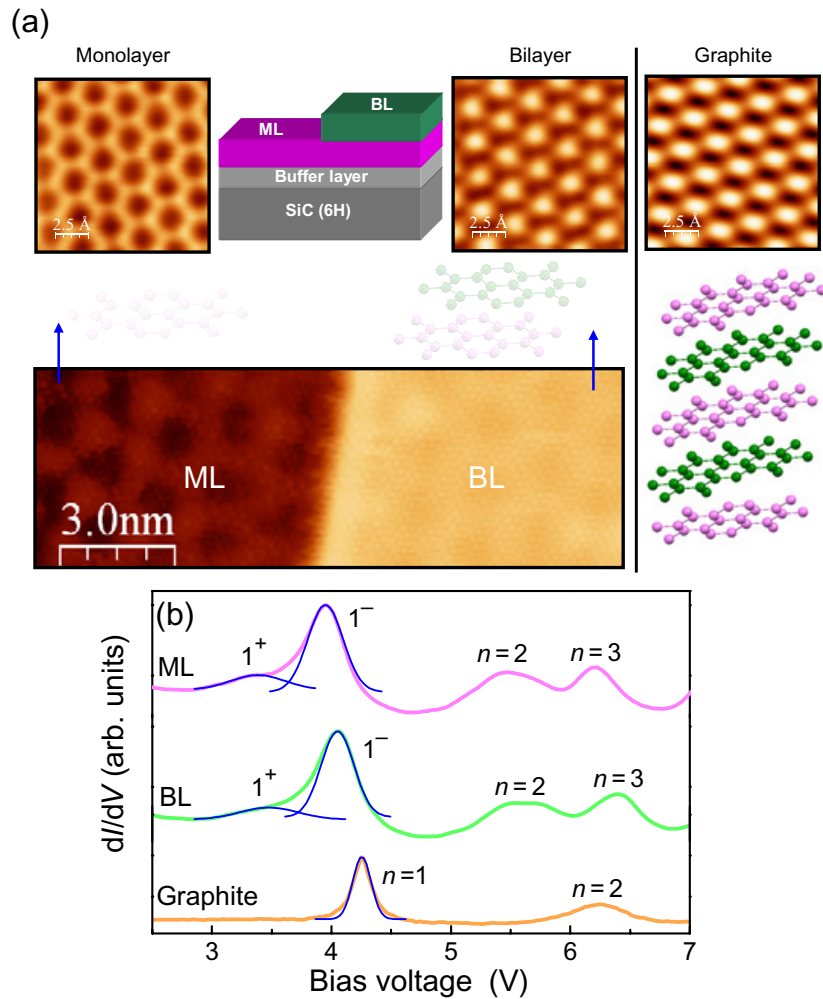 (a)
Monolayer
Bilayer
Graphite
BL
ML
Buffer layer
SiC (6H)
2.5 Å
2.5 Å
2.5 Å
ML
BL
3.0nm
(b)
1⁺
1⁻
ML
n = 2
n = 3
1⁺
1⁻
BL
n = 2
n = 3
Graphite
n=1
n = 2
dI/dV (arb. units)
3 4 5 6 7
Bias voltage (V)